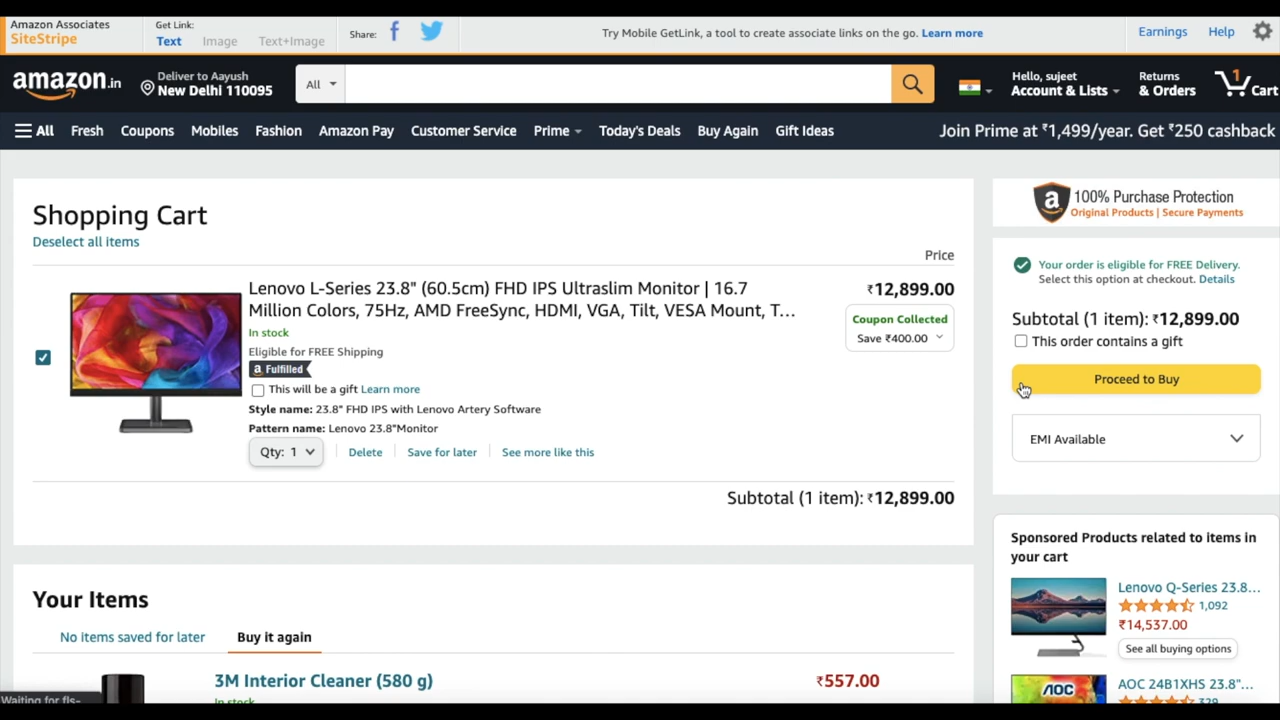 Amazon Associates
SiteStripe
Get Link:
Text
Image
Text+Image
Share:
Try Mobile GetLink, a tool to create associate links on the go. Learn more
Earnings
Help
amazon.in
Deliver to Aayush
New Delhi 110095
All
Hello, sujeet
Account & Lists
Returns
& Orders
1
Cart
All
Fresh
Coupons
Mobiles
Fashion
Amazon Pay
Customer Service
Prime
Today's Deals
Buy Again
Gift Ideas
Join Prime at ₹1,499/year. Get ₹250 cashback
Shopping Cart
Deselect all items
Price
Lenovo L-Series 23.8" (60.5cm) FHD IPS Ultraslim Monitor | 16.7
Million Colors, 75Hz, AMD FreeSync, HDMI, VGA, Tilt, VESA Mount, T...
₹12,899.00
Coupon Collected
Save ₹400.00
In stock
Eligible for FREE Shipping
a Fulfilled
This will be a gift Learn more
Style name: 23.8" FHD IPS with Lenovo Artery Software
Pattern name: Lenovo 23.8"Monitor
Qty: 1
Delete
Save for later
See more like this
Subtotal (1 item): ₹12,899.00
Your Items
No items saved for later
Buy it again
3M Interior Cleaner (580 g)
₹557.00
In stock
Waiting for fls-
a
100% Purchase Protection
Original Products | Secure Payments
Your order is eligible for FREE Delivery.
Select this option at checkout. Details
Subtotal (1 item): ₹12,899.00
This order contains a gift
Proceed to Buy
EMI Available
Sponsored Products related to items in
your cart
Lenovo Q-Series 23.8...
1,092
₹14,537.00
See all buying options
AOC
AOC 24B1XHS 23.8"...
329